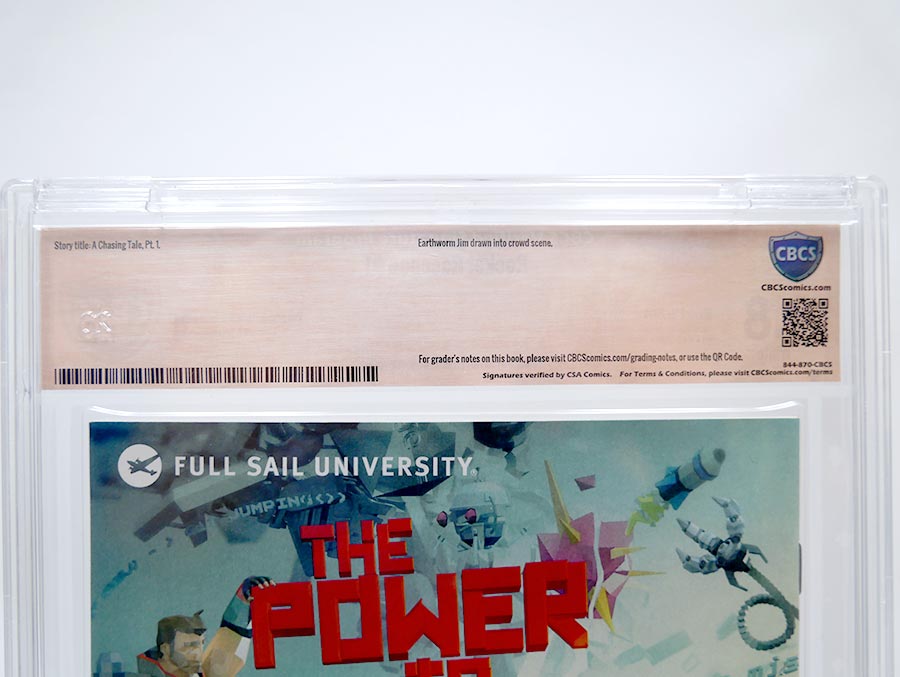 Story title: A Chasing Tale, Pt. 1.
Earthworm Jim drawn into crowd scene.
CBCS
CBCScomics.com
For grader's notes on this book, please visit CBCScomics.com/grading-notes, or use the QR Code.
844-870-CBCS
Signatures verified by CSA Comics. For Terms & Conditions, please visit CBCScomics.com/terms
FULL SAIL UNIVERSITY®
JUMPING<>>
THE
POWER